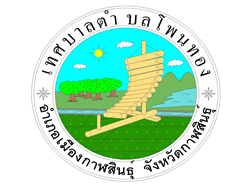 เทศบาลตำบลโพนทอง
อำเภอเมืองกาฬสินธุ์ จังหวัดกาฬสินธุ์